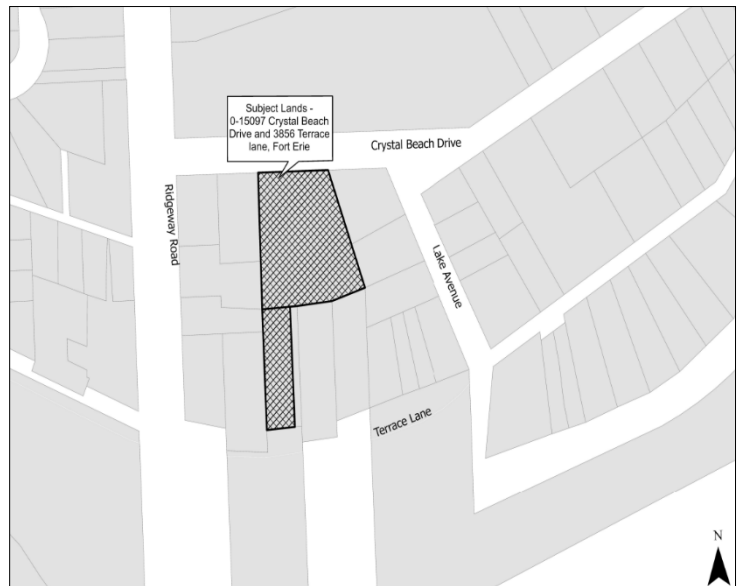 Subject Lands -
0-15097 Crystal Beach
Drive and 3856 Terrace
lane, Fort Erie
Crystal Beach Drive
Ridgeway Road
Lake Avenue
Terrace Lane
N